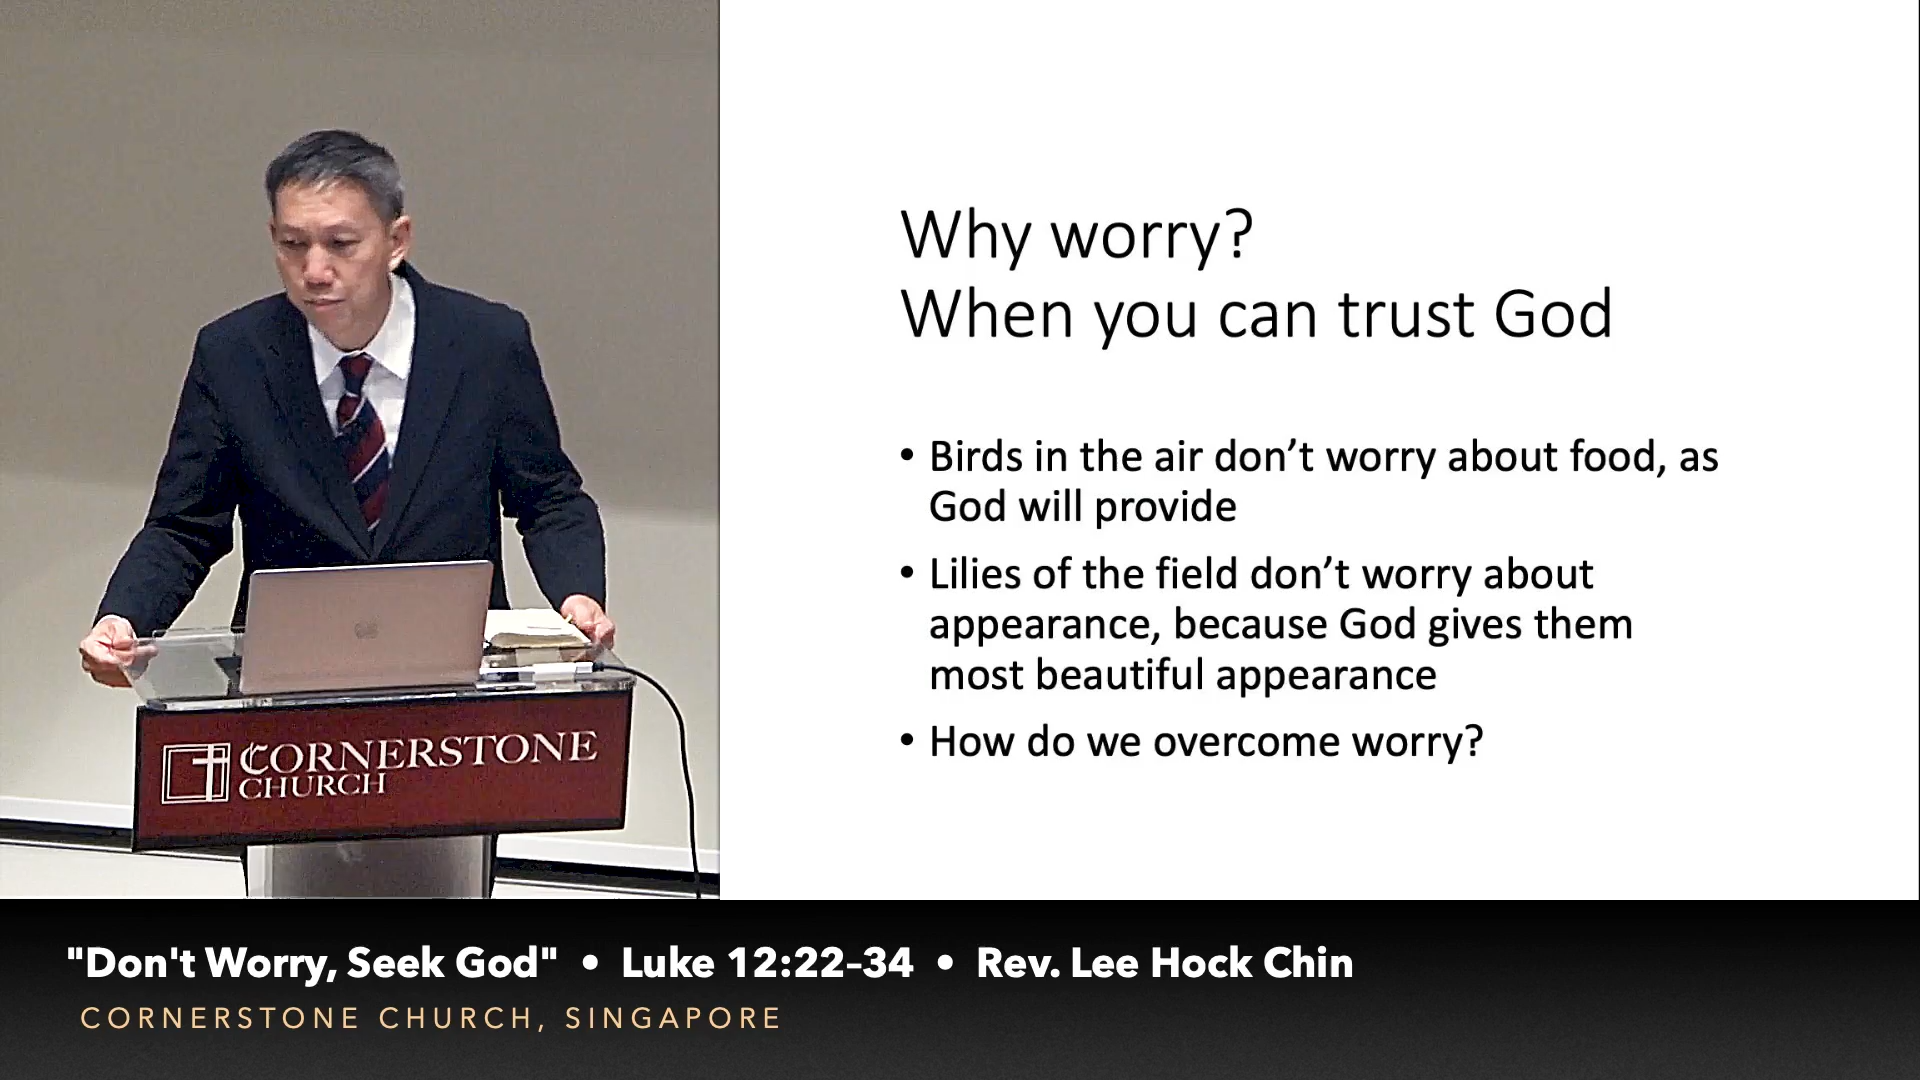 Why worry?
When you can trust God
• Birds in the air don’t worry about food, as
God will provide
• Lilies of the field don’t worry about
appearance, because God gives them
most beautiful appearance
• How do we overcome worry?
CORNERSTONE
CHURCH
"Don't Worry, Seek God" • Luke 12:22–34 • Rev. Lee Hock Chin
CORNERSTONE CHURCH, SINGAPORE